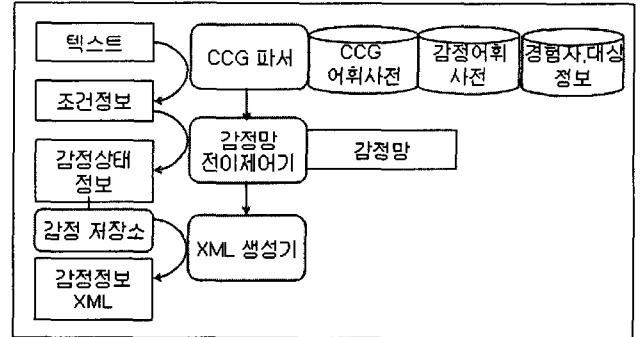 텍스트
CCG 파서
CCG
어휘사전
감정어휘
사전
경험자,대상
정보
조건정보
감정망
전이제어기
감정망
감정상태
정보
감정 저장소
XML 생성기
감정정보
XML